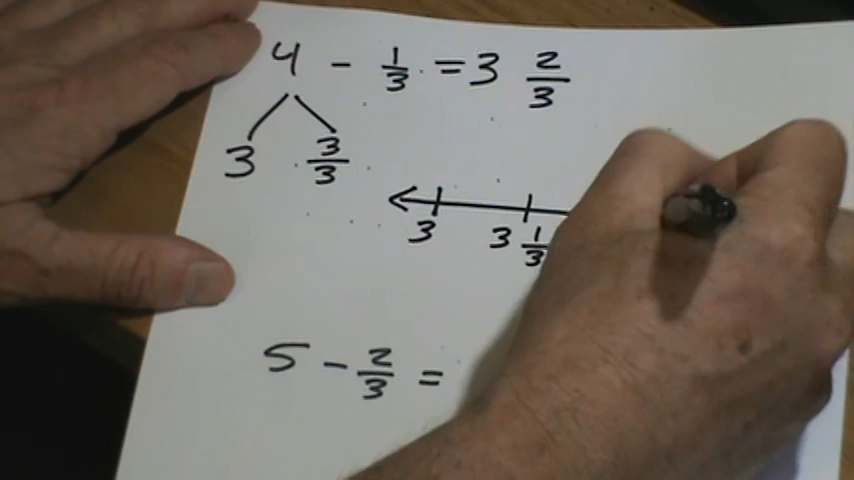 4 - 1/3 = 3 2/3
3 3/3
3 3 1/3
5 - 2/3 =